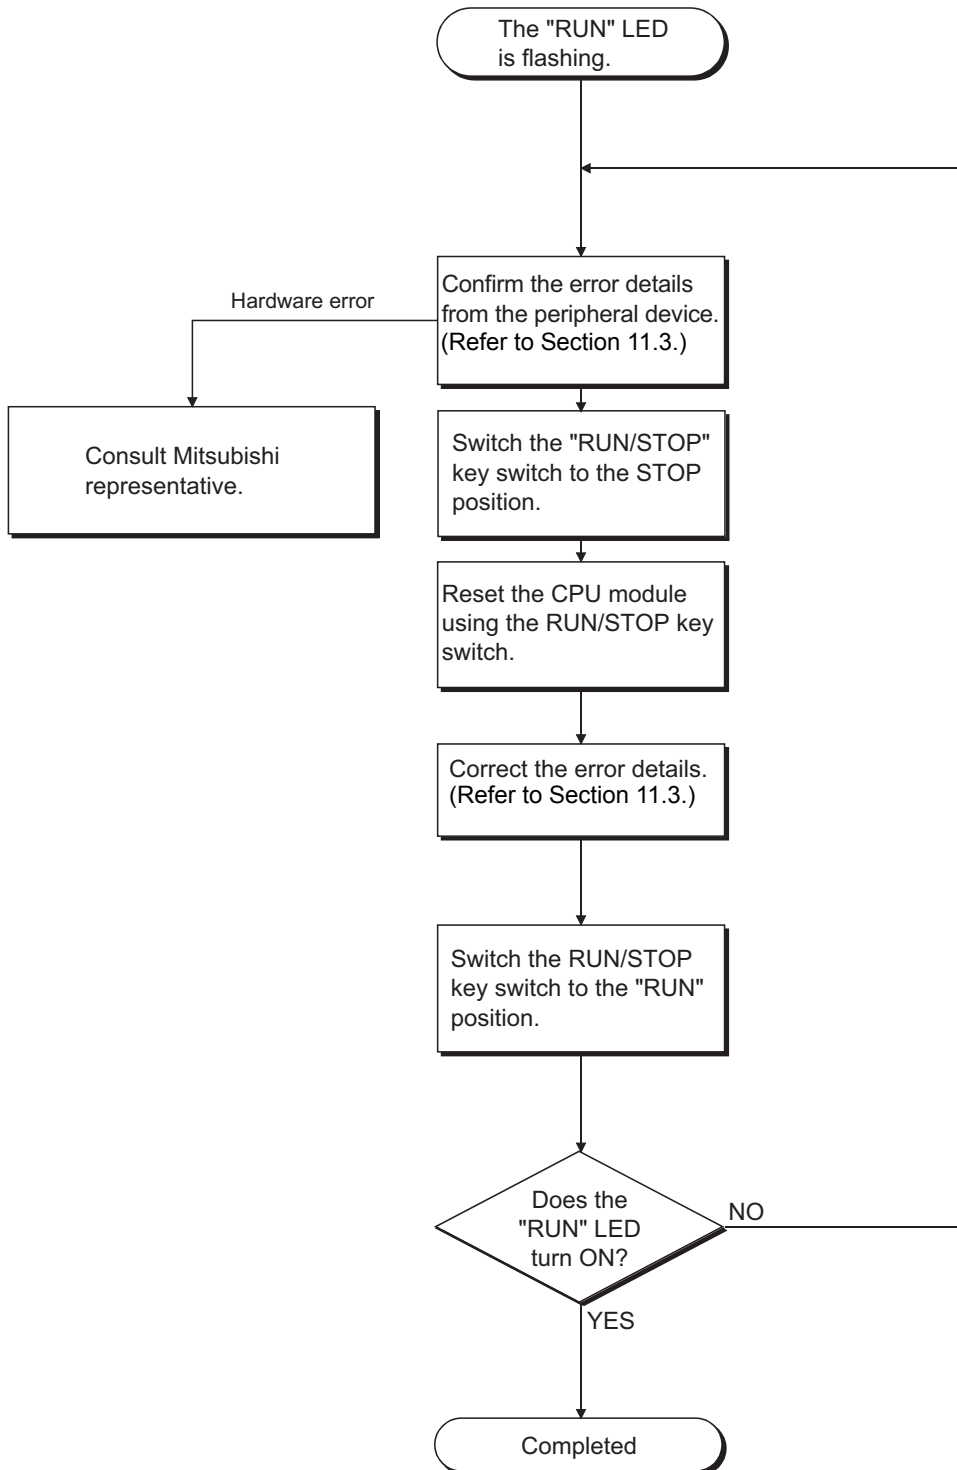 The "RUN" LED
is flashing.
Confirm the error details
from the peripheral device.
(Refer to Section 11.3.)
Hardware error
Consult Mitsubishi
representative.
Switch the "RUN/STOP"
key switch to the STOP
position.
Reset the CPU module
using the RUN/STOP key
switch.
Correct the error details.
(Refer to Section 11.3.)
Switch the RUN/STOP
key switch to the "RUN"
position.
Does the
"RUN" LED
turn ON?
NO
YES
Completed